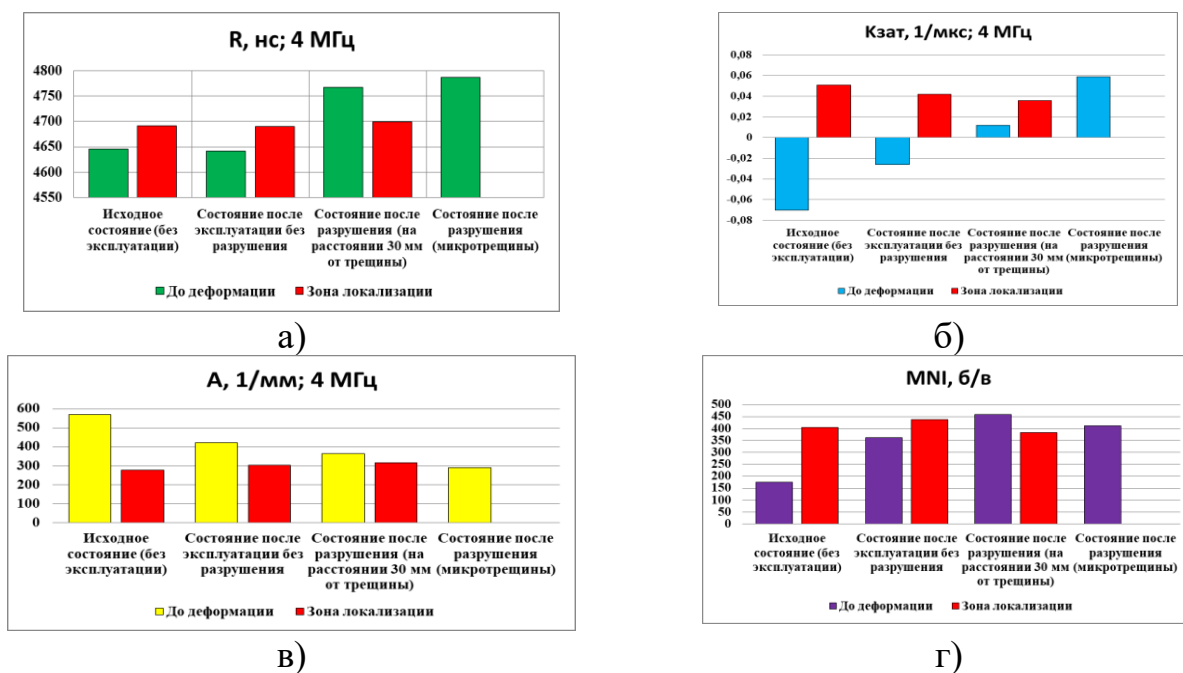 R, нс; 4 МГц
4800
4750
4700
4650
4600
4550
Исходное
состояние (без
эксплуатации)
Состояние после
эксплуатации без
разрушения
Состояние после
разрушения (на
расстоянии 30 мм
от трещины)
Состояние после
разрушения
(микротрещины)
До деформации
Зона локализации
а)
Kзат, 1/мкс; 4 МГц
0,08
0,06
0,04
0,02
0
-0,02
-0,04
-0,06
-0,08
Исходное
состояние (без
эксплуатации)
Состояние после
эксплуатации без
разрушения
Состояние после
разрушения (на
расстоянии 30 мм
от трещины)
Состояние после
разрушения
(микротрещины)
До деформации
Зона локализации
б)
A, 1/мм; 4 МГц
600
500
400
300
200
100
0
Исходное
состояние (без
эксплуатации)
Состояние после
эксплуатации без
разрушения
Состояние после
разрушения (на
расстоянии 30 мм
от трещины)
Состояние после
разрушения
(микротрещины)
До деформации
Зона локализации
в)
MNI, б/в
500
450
400
350
300
250
200
150
100
50
0
Исходное
состояние (без
эксплуатации)
Состояние после
эксплуатации без
разрушения
Состояние после
разрушения (на
расстоянии 30 мм
от трещины)
Состояние после
разрушения
(микротрещины)
До деформации
Зона локализации
г)